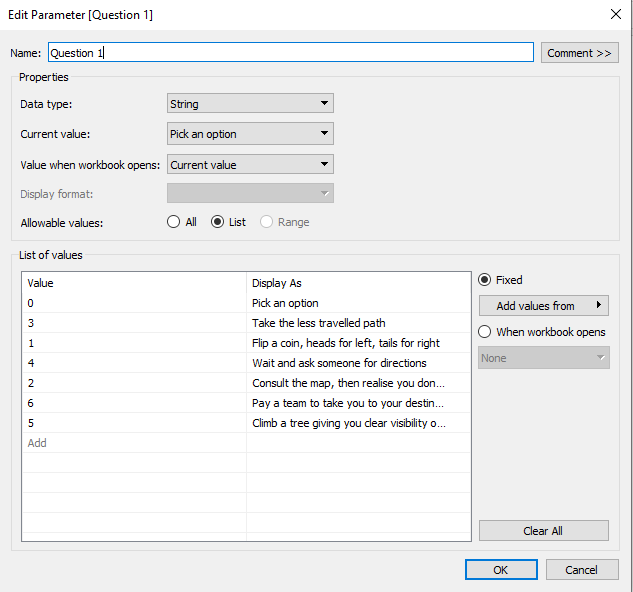 Edit Parameter [Question 1]
Name: Question 1 Comment >>
Properties
Data type: String
Current value: Pick an option
Value when workbook opens: Current value
Display format:
Allowable values: All List Range
List of values
Value Display As
0 Pick an option
3 Take the less travelled path
1 Flip a coin, heads for left, tails for right
4 Wait and ask someone for directions
2 Consult the map, then realise you don...
6 Pay a team to take you to your destin...
5 Climb a tree giving you clear visibility o...
Add
Fixed
Add values from
When workbook opens
None
Clear All
OK Cancel